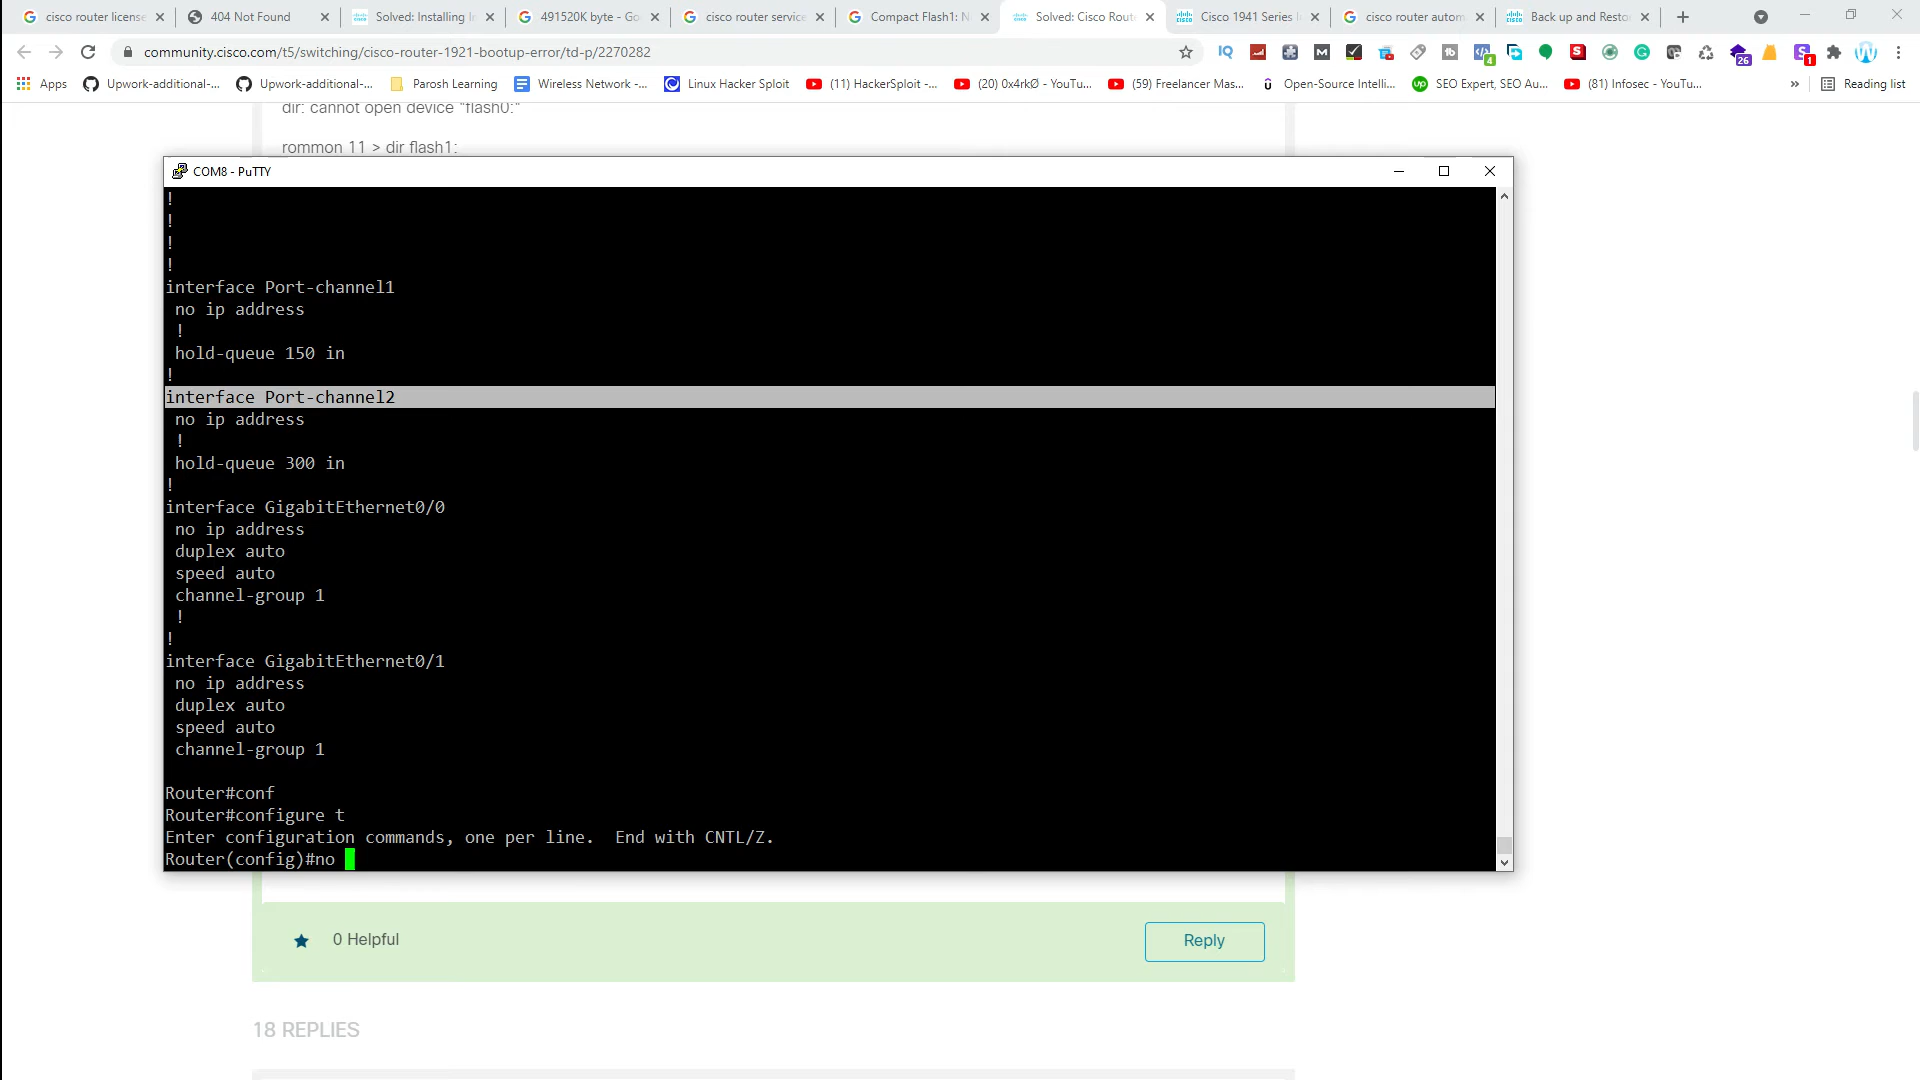 cisco router license
404 Not Found
Solved: Installing I
491520K byte - Go
cisco router service
Compact Flash1: N
Solved: Cisco Rout
Cisco 1941 Series I
cisco router autom
Back up and Resto
community.cisco.com/t5/switching/cisco-router-1921-bootup-error/td-p/2270282
Apps
Upwork-additional-...
Upwork-additional-...
Parosh Learning
Wireless Network -...
Linux Hacker Sploit
(11) HackerSploit -...
(20) 0x4rkØ - YouTu...
(59) Freelancer Mas...
Open-Source Intelli...
SEO Expert, SEO Au...
(81) Infosec - YouTu...
»
Reading list
dir: cannot open device "flash0:"
rommon 11 > dir flash1:
COM8 - PuTTY
!
!
!
!
interface Port-channel1
 no ip address
 !
 hold-queue 150 in
!
interface Port-channel2
 no ip address
 !
 hold-queue 300 in
!
interface GigabitEthernet0/0
 no ip address
 duplex auto
 speed auto
 channel-group 1
 !
!
interface GigabitEthernet0/1
 no ip address
 duplex auto
 speed auto
 channel-group 1
Router#conf
Router#configure t
Enter configuration commands, one per line.  End with CNTL/Z.
Router(config)#no
0 Helpful
Reply
18 REPLIES